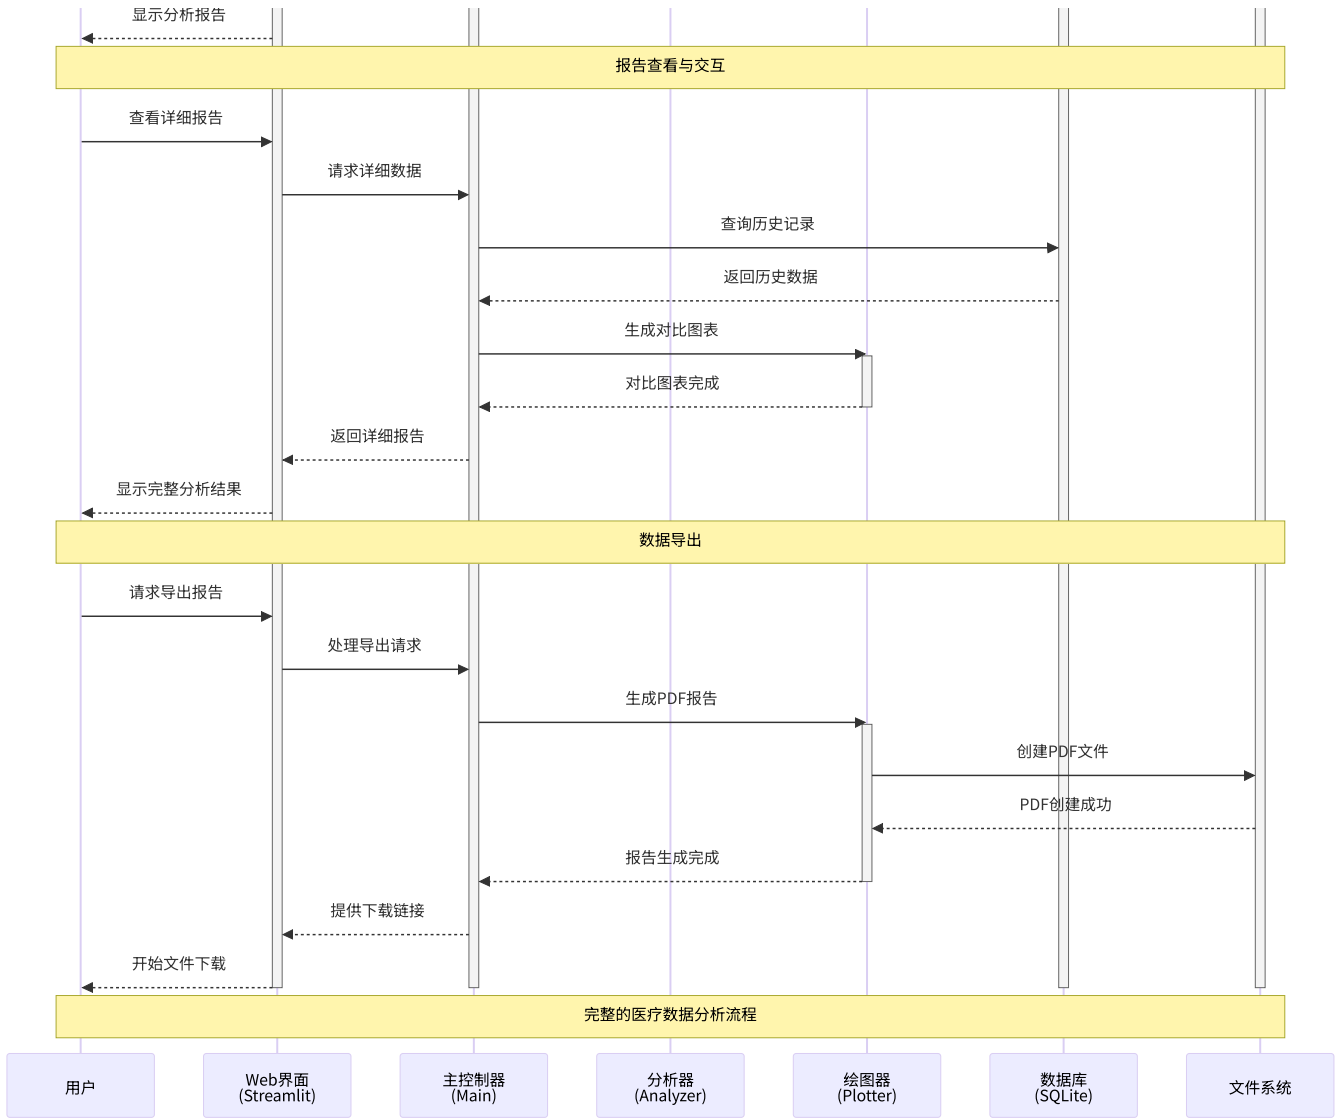 显示分析报告
报告查看与交互
查看详细报告
请求详细数据
查询历史记录
返回历史数据
生成对比图表
对比图表完成
返回详细报告
显示完整分析结果
数据导出
请求导出报告
处理导出请求
生成PDF报告
创建PDF文件
PDF创建成功
报告生成完成
提供下载链接
开始文件下载
完整的医疗数据分析流程
用户
Web界面
(Streamlit)
主控制器
(Main)
分析器
(Analyzer)
绘图器
(Plotter)
数据库
(SQLite)
文件系统